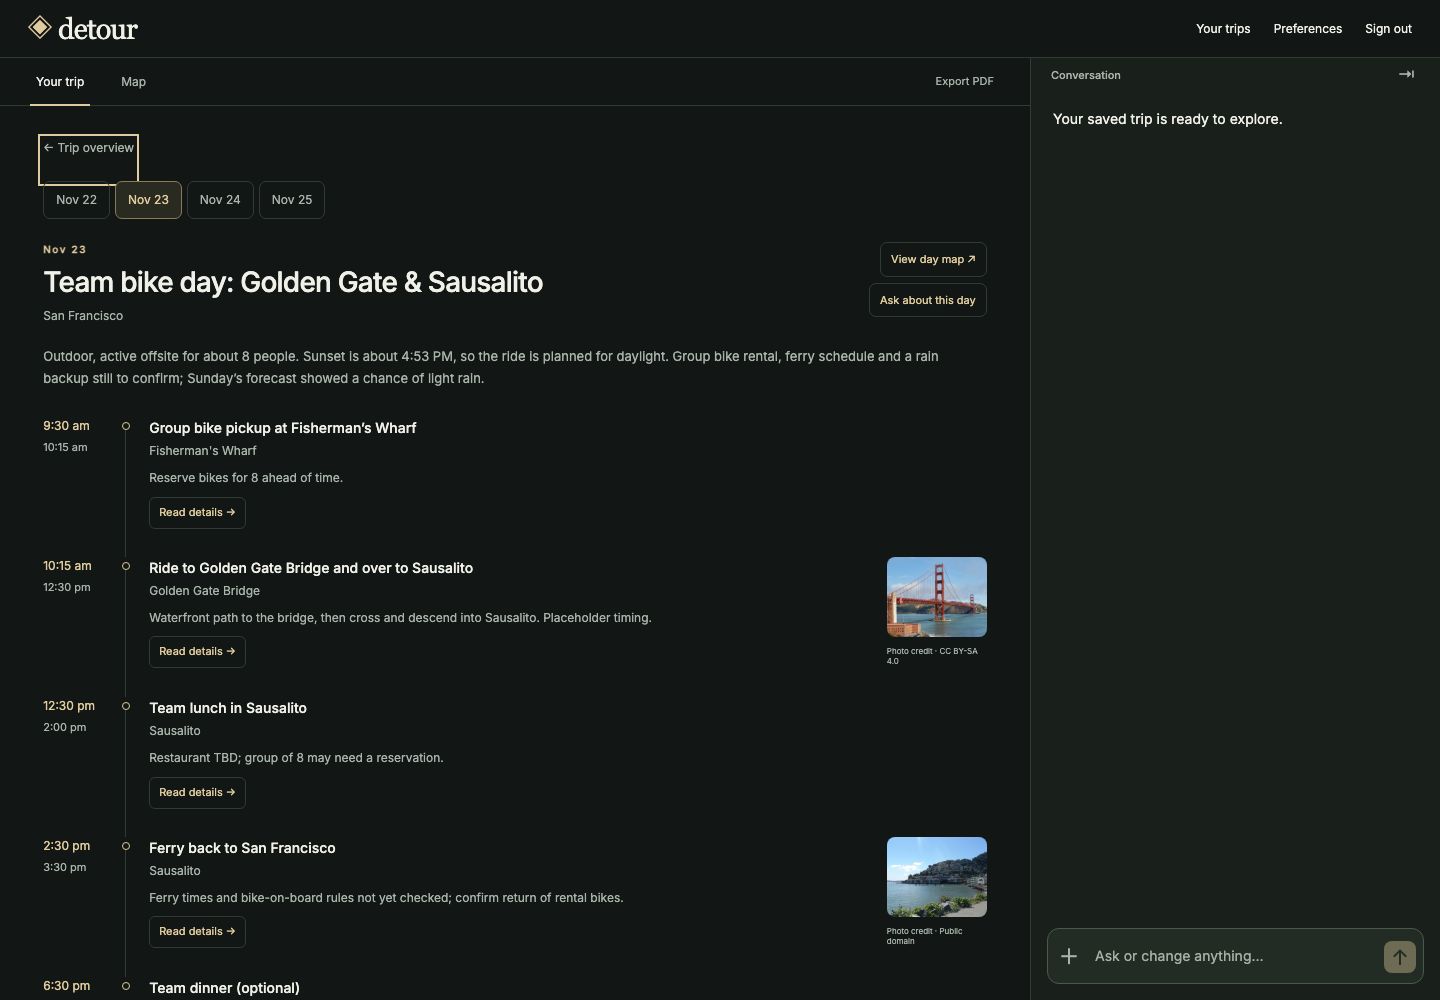 detour
Your trips
Preferences
Sign out
Your trip
Map
Export PDF
← Trip overview
Nov 22
Nov 23
Nov 24
Nov 25
Nov 23
Team bike day: Golden Gate & Sausalito
San Francisco
View day map ↗
Ask about this day
Outdoor, active offsite for about 8 people. Sunset is about 4:53 PM, so the ride is planned for daylight. Group bike rental, ferry schedule and a rain
backup still to confirm; Sunday’s forecast showed a chance of light rain.
9:30 am
10:15 am
Group bike pickup at Fisherman’s Wharf
Fisherman's Wharf
Reserve bikes for 8 ahead of time.
Read details →
10:15 am
12:30 pm
Ride to Golden Gate Bridge and over to Sausalito
Golden Gate Bridge
Waterfront path to the bridge, then cross and descend into Sausalito. Placeholder timing.
Read details →
Photo credit · CC BY-SA
4.0
12:30 pm
2:00 pm
Team lunch in Sausalito
Sausalito
Restaurant TBD; group of 8 may need a reservation.
Read details →
2:30 pm
3:30 pm
Ferry back to San Francisco
Sausalito
Ferry times and bike-on-board rules not yet checked; confirm return of rental bikes.
Read details →
Photo credit · Public
domain
6:30 pm
Team dinner (optional)
Conversation
Your saved trip is ready to explore.
Ask or change anything...